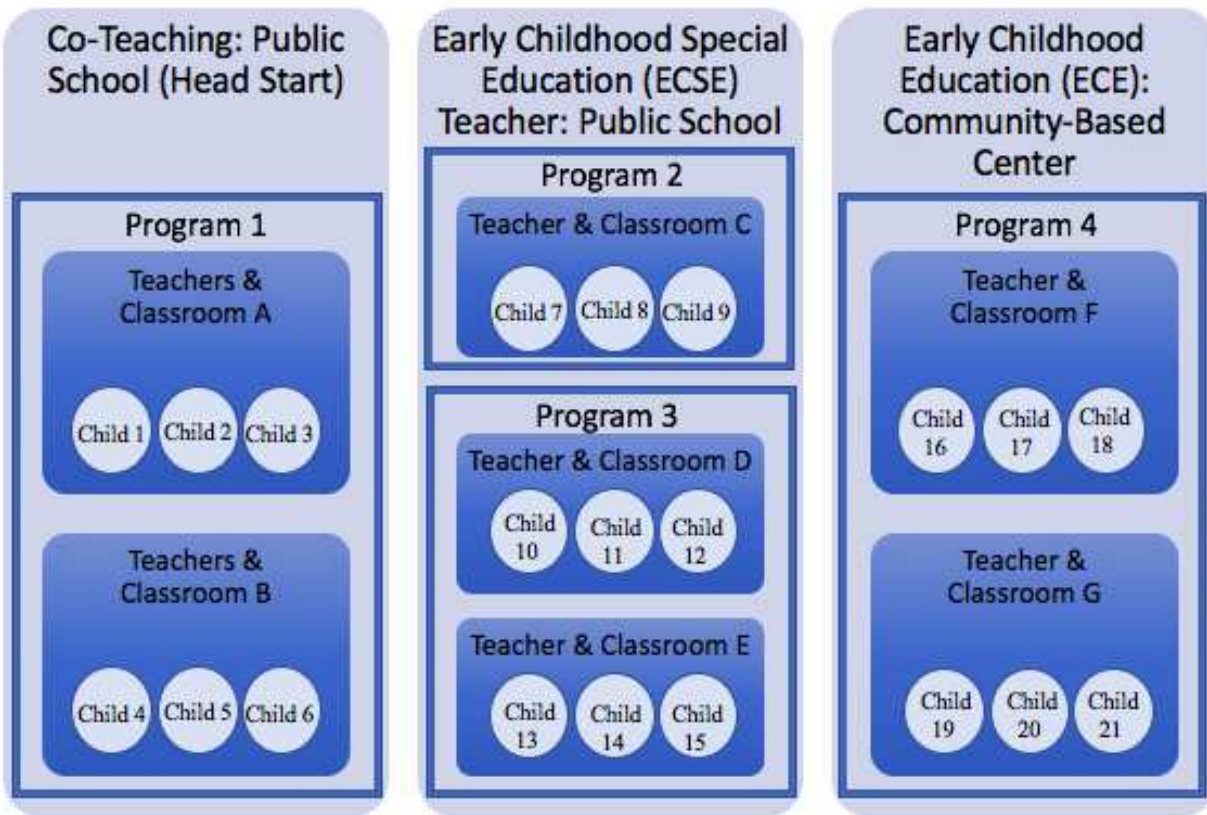 Co-Teaching: Public
School (Head Start)
Program 1
Teachers &
Classroom A
Child 1
Child 2
Child 3
Teachers &
Classroom B
Child 4
Child 5
Child 6
Early Childhood Special
Education (ECSE)
Teacher: Public School
Program 2
Teacher & Classroom C
Child 7
Child 8
Child 9
Program 3
Teacher & Classroom D
Child
10
Child
11
Child
12
Teacher & Classroom E
Child
13
Child
14
Child
15
Early Childhood
Education (ECE):
Community-Based
Center
Program 4
Teacher &
Classroom F
Child
16
Child
17
Child
18
Teacher &
Classroom G
Child
19
Child
20
Child
21